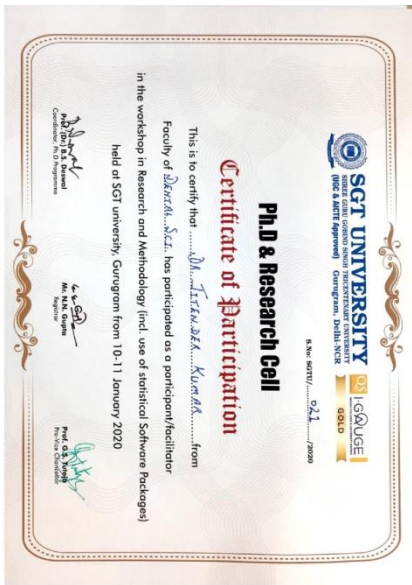 SGT UNIVERSITY
SHREE GURU GOBIND SINGH TRICENTENARY UNIVERSITY
(UGC & AICTE Approved) Gurugram, Delhi-NCR
QS I·GAUGE
GOLD
S.No: SGTU/.......021......../2020
Ph.D & Research Cell
Certificate of Participation
This is to certify that ........DR. JITENDER KUMAR........from
Faculty of DENTAL SCI. has participated as a participant/facilitator
in the workshop in Research and Methodology (incl. use of statistical Software Packages)
held at SGT university, Gurugram from 10-11 January 2020
Prof. (Dr.) B.S. Deswal
Coordinator, Ph.D Programme
Mr. N.N. Gupta
Registrar
Prof. G.S. Tuteja
Pro-Vice Chancellor